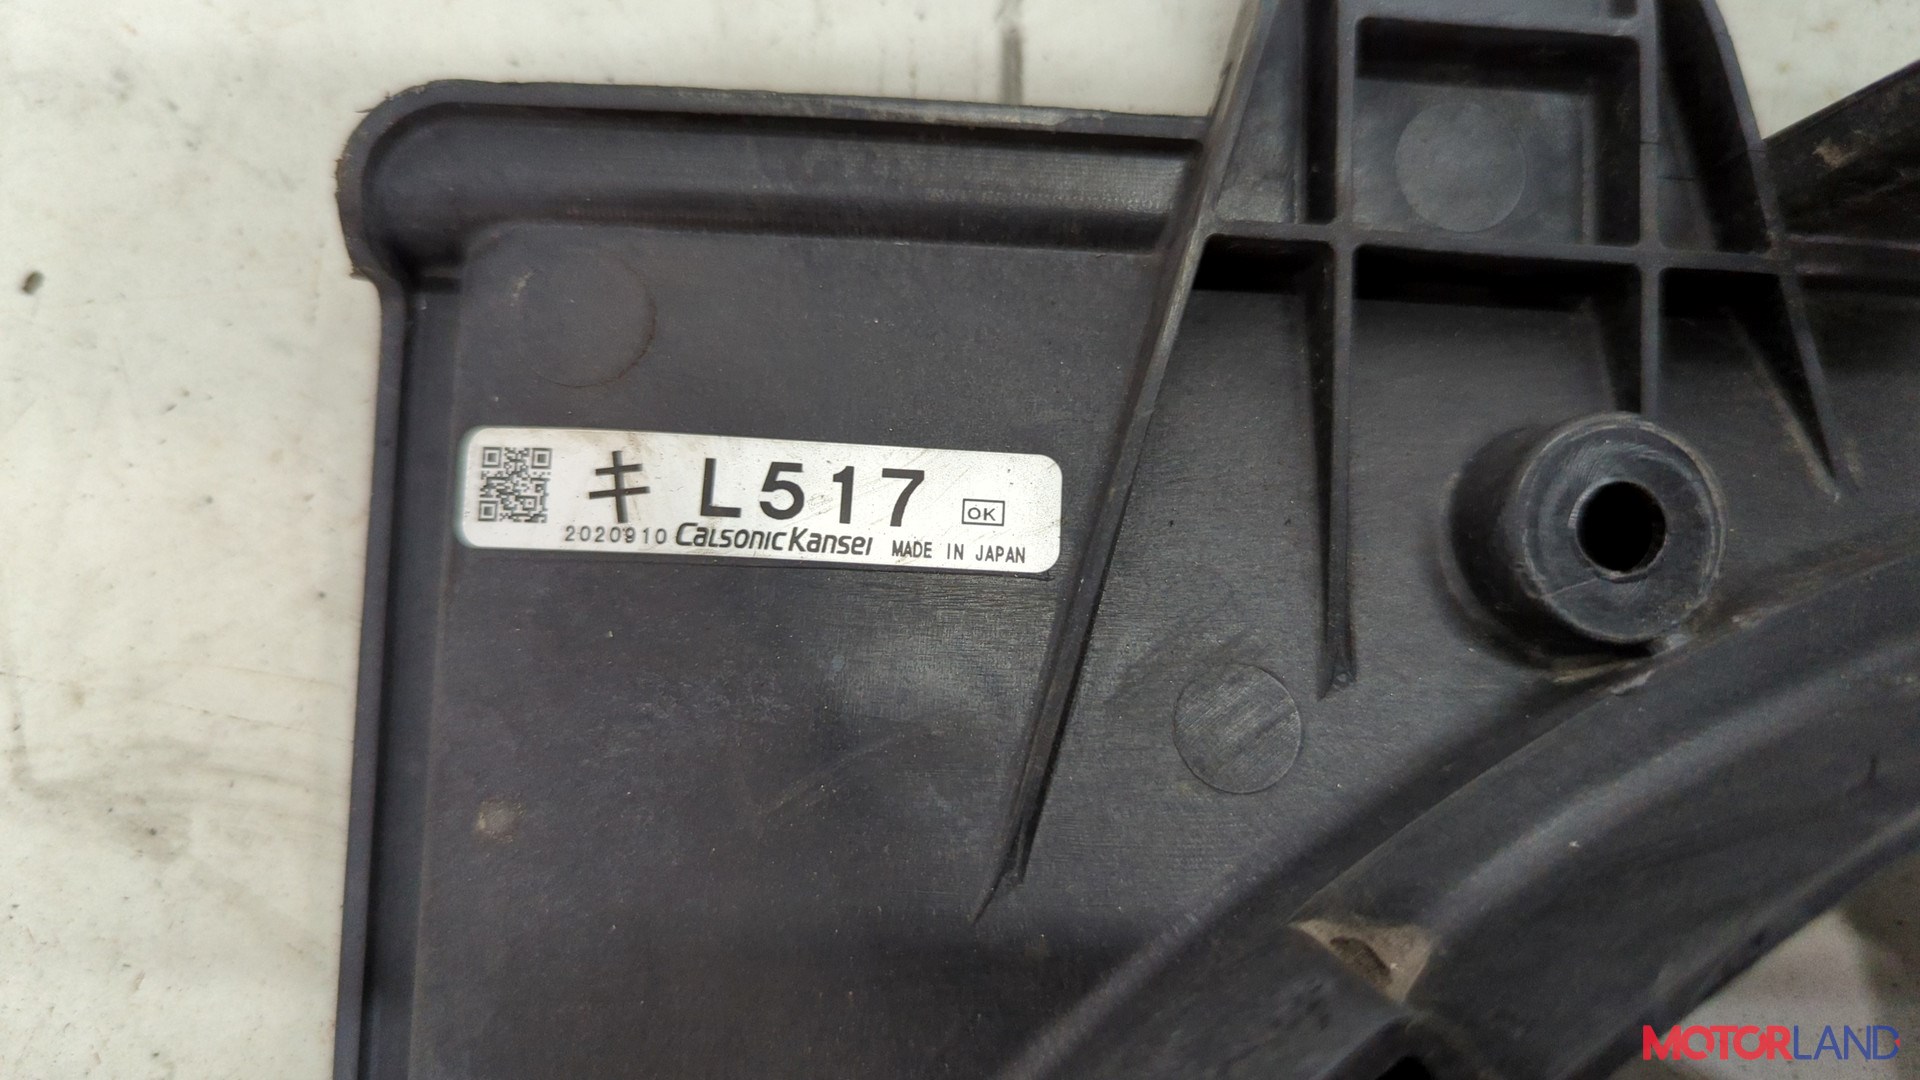 キ L517 OK
2020910 CalsonicKansei MADE IN JAPAN
MOTORLAND